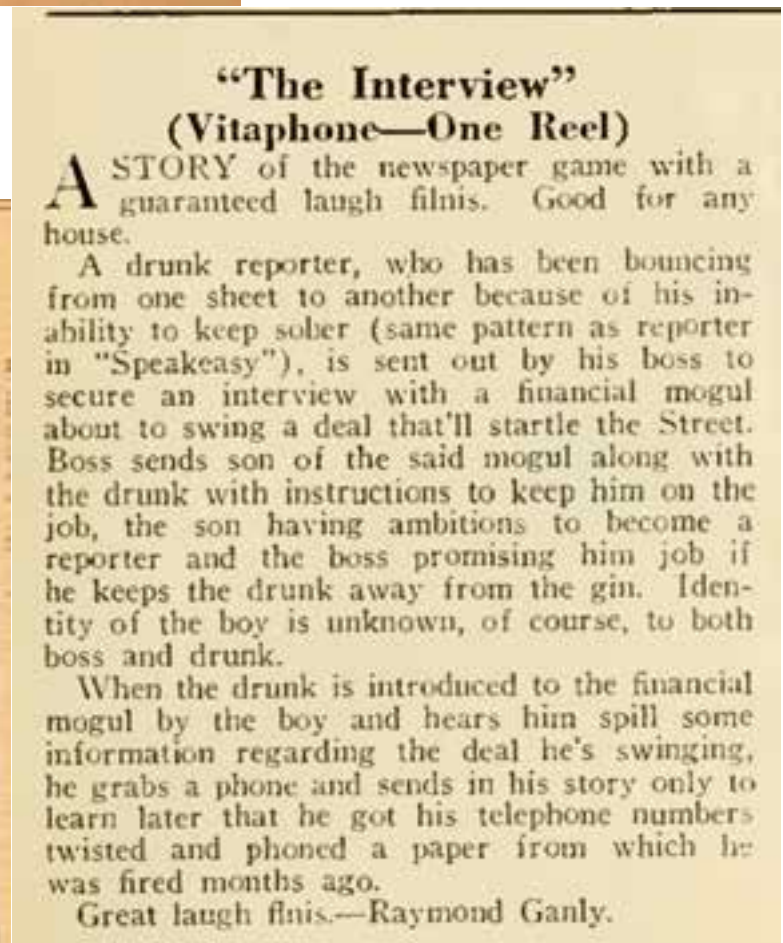 “The Interview”
(Vitaphone—One Reel)
A STORY of the newspaper game with a
guaranteed laugh filnis. Good for any
house.
A drunk reporter, who has been bouncing
from one sheet to another because of his in-
ability to keep sober (same pattern as reporter
in "Speakeasy"), is sent out by his boss to
secure an interview with a financial mogul
about to swing a deal that'll startle the Street.
Boss sends son of the said mogul along with
the drunk with instructions to keep him on the
job, the son having ambitions to become a
reporter and the boss promising him job if
he keeps the drunk away from the gin. Iden-
tity of the boy is unknown, of course, to both
boss and drunk.
When the drunk is introduced to the financial
mogul by the boy and hears him spill some
information regarding the deal he's swinging,
he grabs a phone and sends in his story only to
learn later that he got his telephone numbers
twisted and phoned a paper from which he
was fired months ago.
Great laugh flnis.—Raymond Ganly.